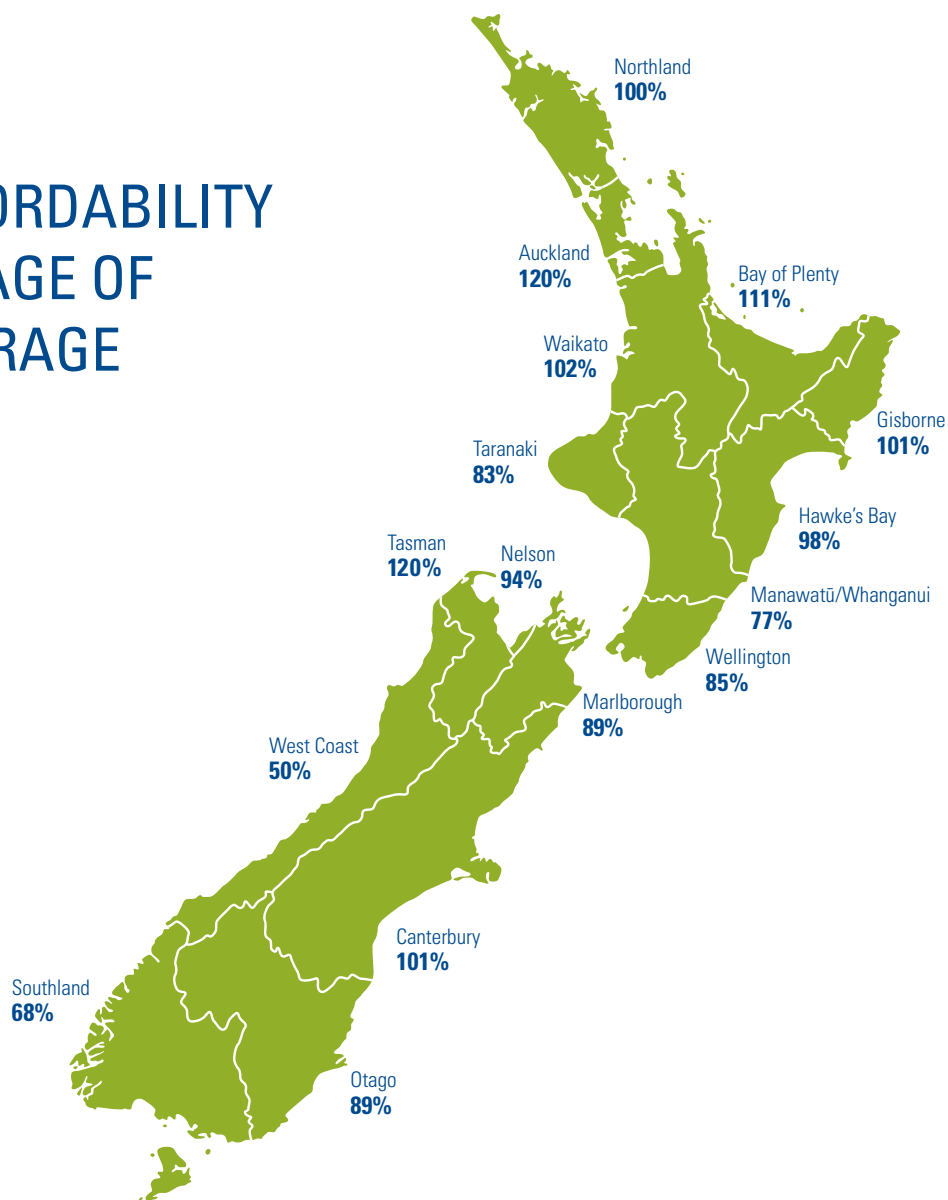 ORDABILITY
AGE OF
RAGE
Northland
100%
Auckland
120%
Bay of Plenty
111%
Waikato
102%
Gisborne
101%
Taranaki
83%
Hawke's Bay
98%
Tasman
120%
Nelson
94%
Manawatū/Whanganui
77%
Wellington
85%
Marlborough
89%
West Coast
50%
Canterbury
101%
Southland
68%
Otago
89%